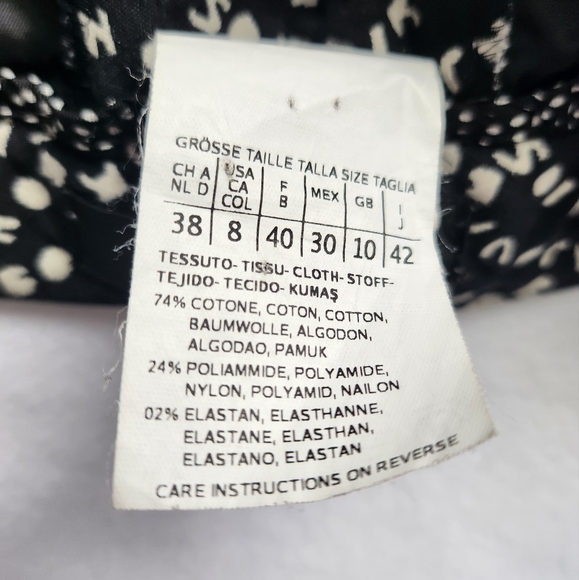 GRÖSSE TAILLE TALLA SIZE TAGLIA
CH A USA F MEX GB I
NL D CA B J
COL
38 8 40 30 10 42
TESSUTO- TISSU- CLOTH- STOFF-
TEJIDO- TECIDO- KUMAŞ
74% COTONE, COTON, COTTON,
BAUMWOLLE, ALGODON,
ALGODAO, PAMUK
24% POLIAMMIDE, POLYAMIDE,
NYLON, POLYAMID, NAILON
02% ELASTAN, ELASTHANNE,
ELASTANE, ELASTHAN,
ELASTANO, ELASTAN
CARE INSTRUCTIONS ON REVERSE